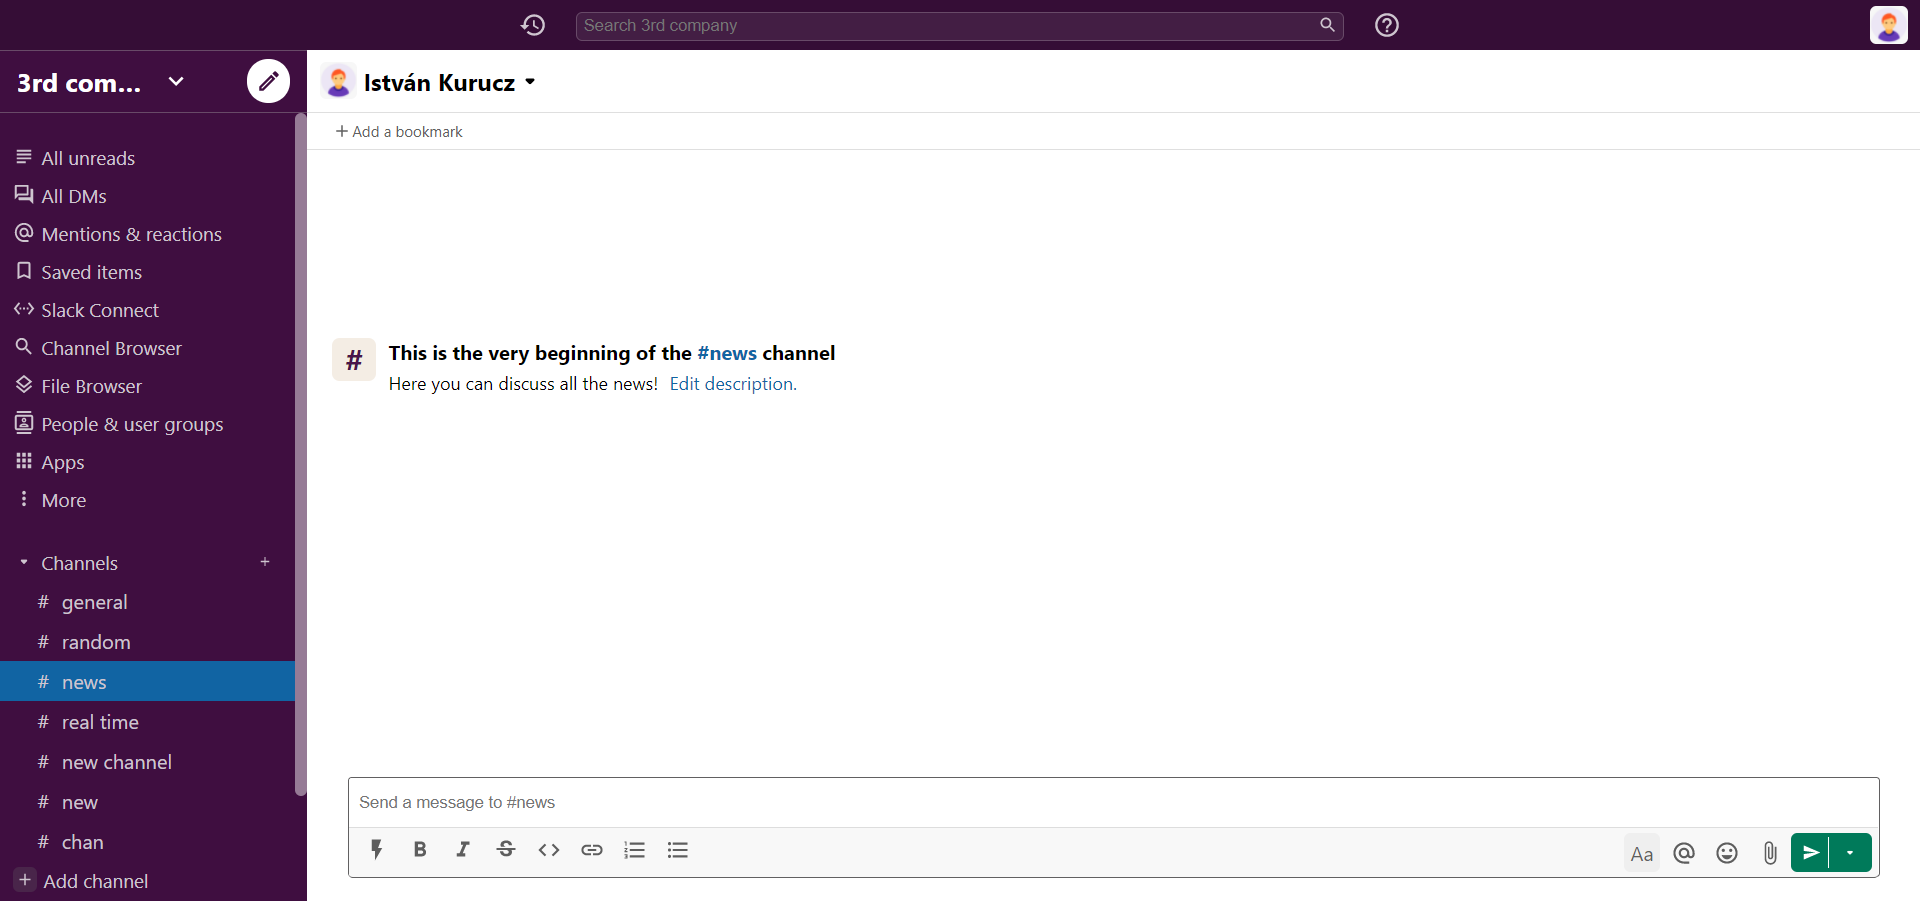 Search 3rd company
3rd com...
István Kurucz
+ Add a bookmark
All unreads
All DMs
Mentions & reactions
Saved items
Slack Connect
Channel Browser
File Browser
People & user groups
Apps
More
Channels +
# general
# random
# news
# real time
# new channel
# new
# chan
+ Add channel
# This is the very beginning of the #news channel
Here you can discuss all the news! Edit description.
Send a message to #news
B I S
Aa